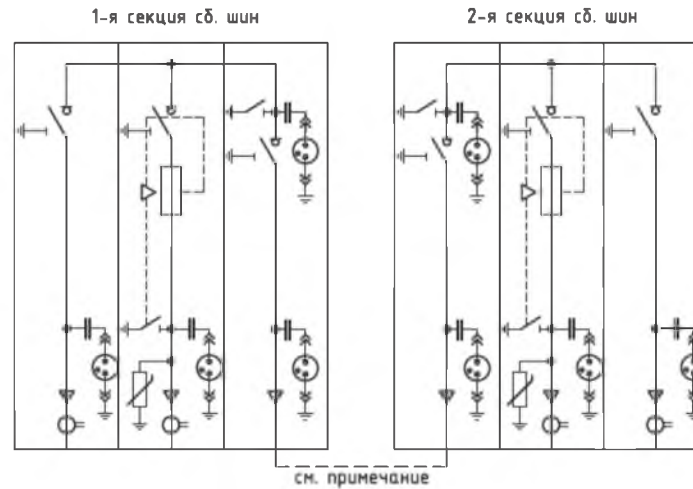 1-я секция сб. шин
2-я секция сб. шин
см. примечание